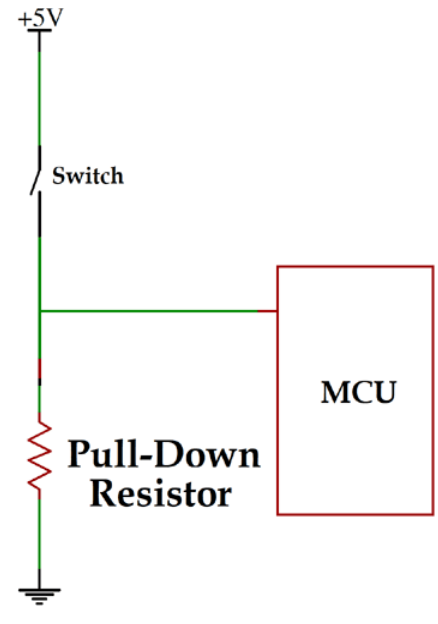 +5V
Switch
MCU
Pull-Down
Resistor